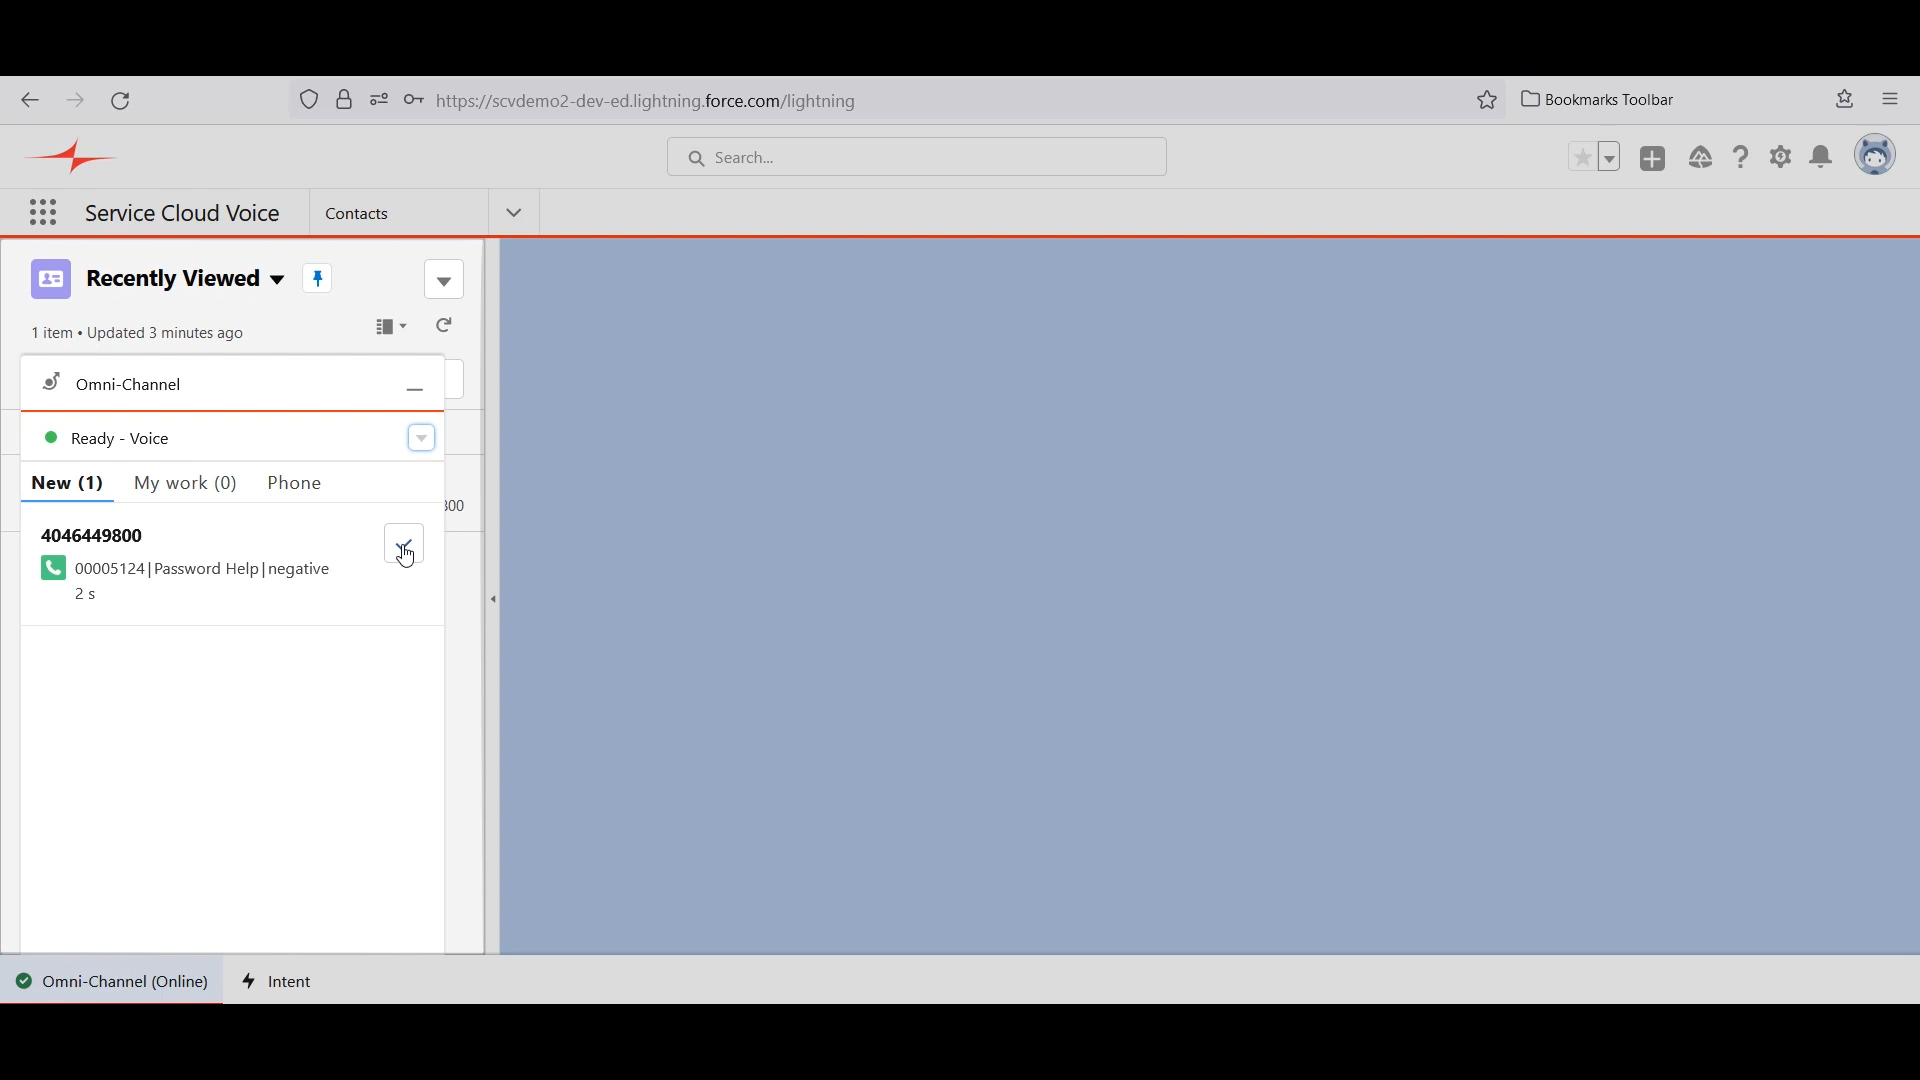 https://scvdemo2-dev-ed.lightning.force.com/lightning
Bookmarks Toolbar
Search...
Service Cloud Voice
Contacts
Recently Viewed
1 item • Updated 3 minutes ago
Omni-Channel
Ready - Voice
New (1)
My work (0)
Phone
4046449800
00005124|Password Help|negative
2 s
Omni-Channel (Online)
Intent